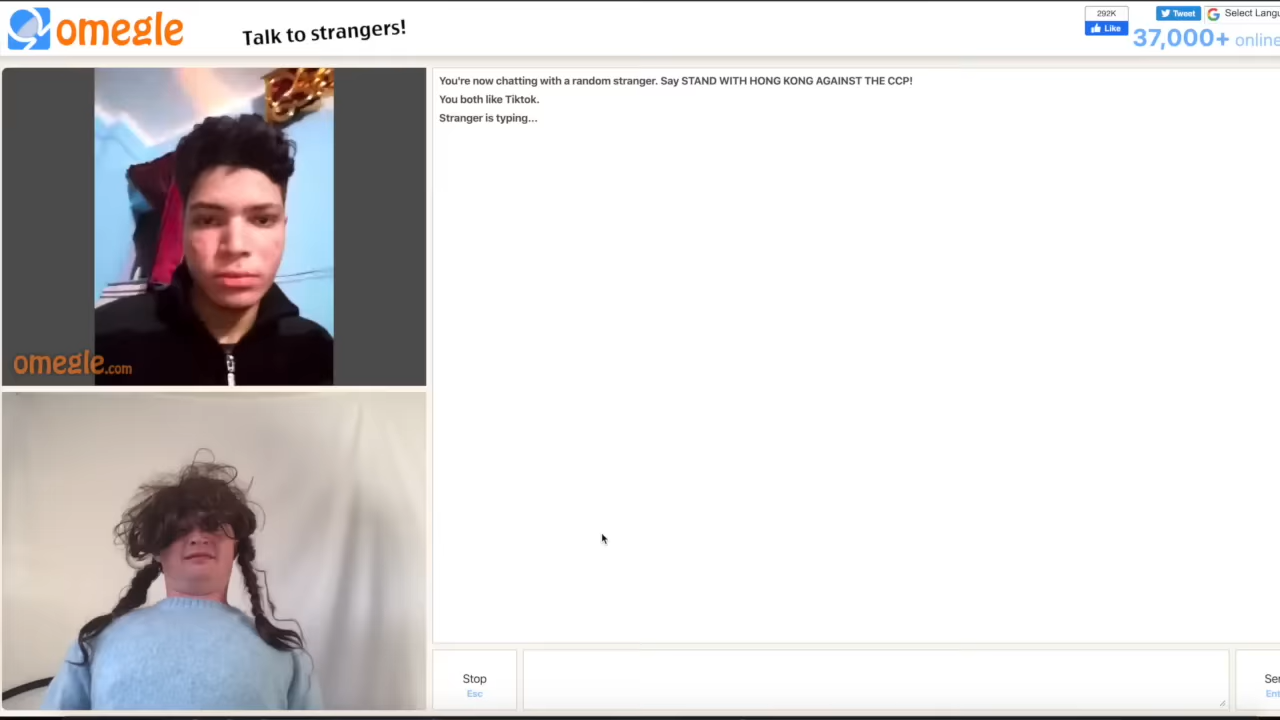 omegle
Talk to strangers!
292K
Like
Tweet
Select Langu
37,000+ online
You're now chatting with a random stranger. Say STAND WITH HONG KONG AGAINST THE CCP!
You both like Tiktok.
Stranger is typing...
omegle.com
Stop
Esc
Sen
Ent